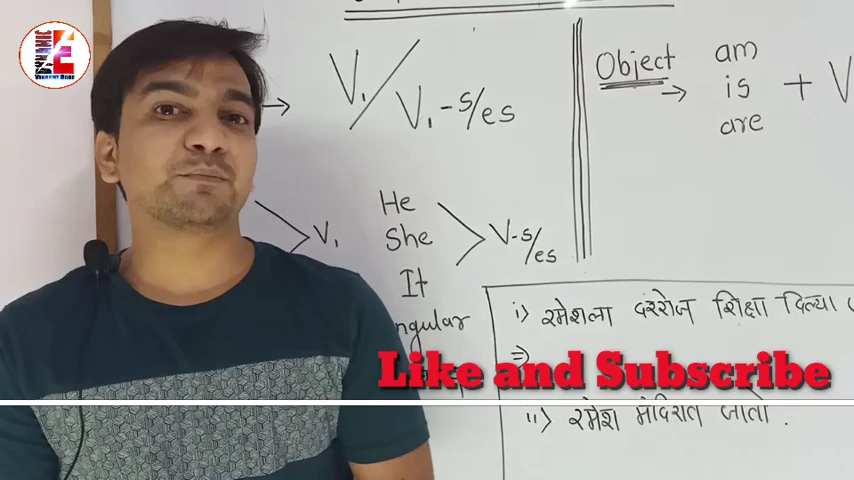 DYNAMIC
V₁/V₁-s/es
Object → am
is + V
are
He
She > V-s/es
It
> V₁
ngular
i) रमेशला दररोज शिक्षा दिल्या
⇒
Like and Subscribe
ii) रमेश मंदिरात जातो.